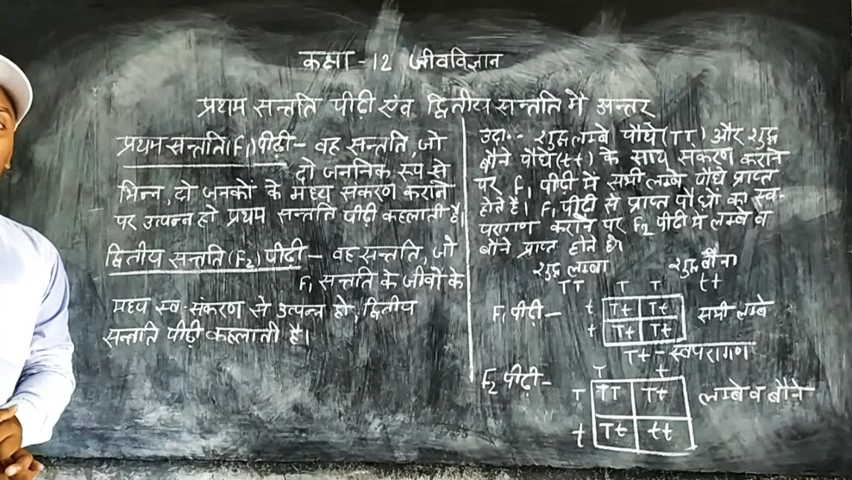 कक्षा -12 जीवविज्ञान
प्रथम सन्तति पीढ़ी एंव द्वितीय सन्तति में अन्तर
प्रथम सन्तति(F₁) पीढ़ी- वह सन्तति, जो
दो जननिक रूप से
भिन्न, दो जनकों के मध्य संकरण कराने
पर उत्पन्न हो प्रथम सन्तति पीढ़ी कहलाती है।
द्वितीय सन्तति(F₂) पीढ़ी - वह सन्तति, जो
F₁ सन्तति के जीवों के
मध्य स्व-संकरण से उत्पन्न हो, द्वितीय
सन्तति पीढ़ी कहलाती है।
उदा०- शुद्ध लम्बे पौधे (TT) और शुद्ध
बौने पौधे(tt) के साथ संकरण कराने
पर F₁ पीढ़ी में सभी लम्बे पौधे प्राप्त
होते है। F₁ पीढ़ी से प्राप्त पौधों का स्व-
परागण कराने पर F₂ पीढ़ी में लम्बे व
बौने प्राप्त होते है।
शुद्ध लम्बा शुद्ध बौना
TT T T tt
F₁ पीढ़ी- t Tt Tt सभी लम्बे
t Tt Tt
Tt - स्वपरागण
F₂ पीढ़ी- T t
T TT Tt लम्बे व बौने
t Tt tt